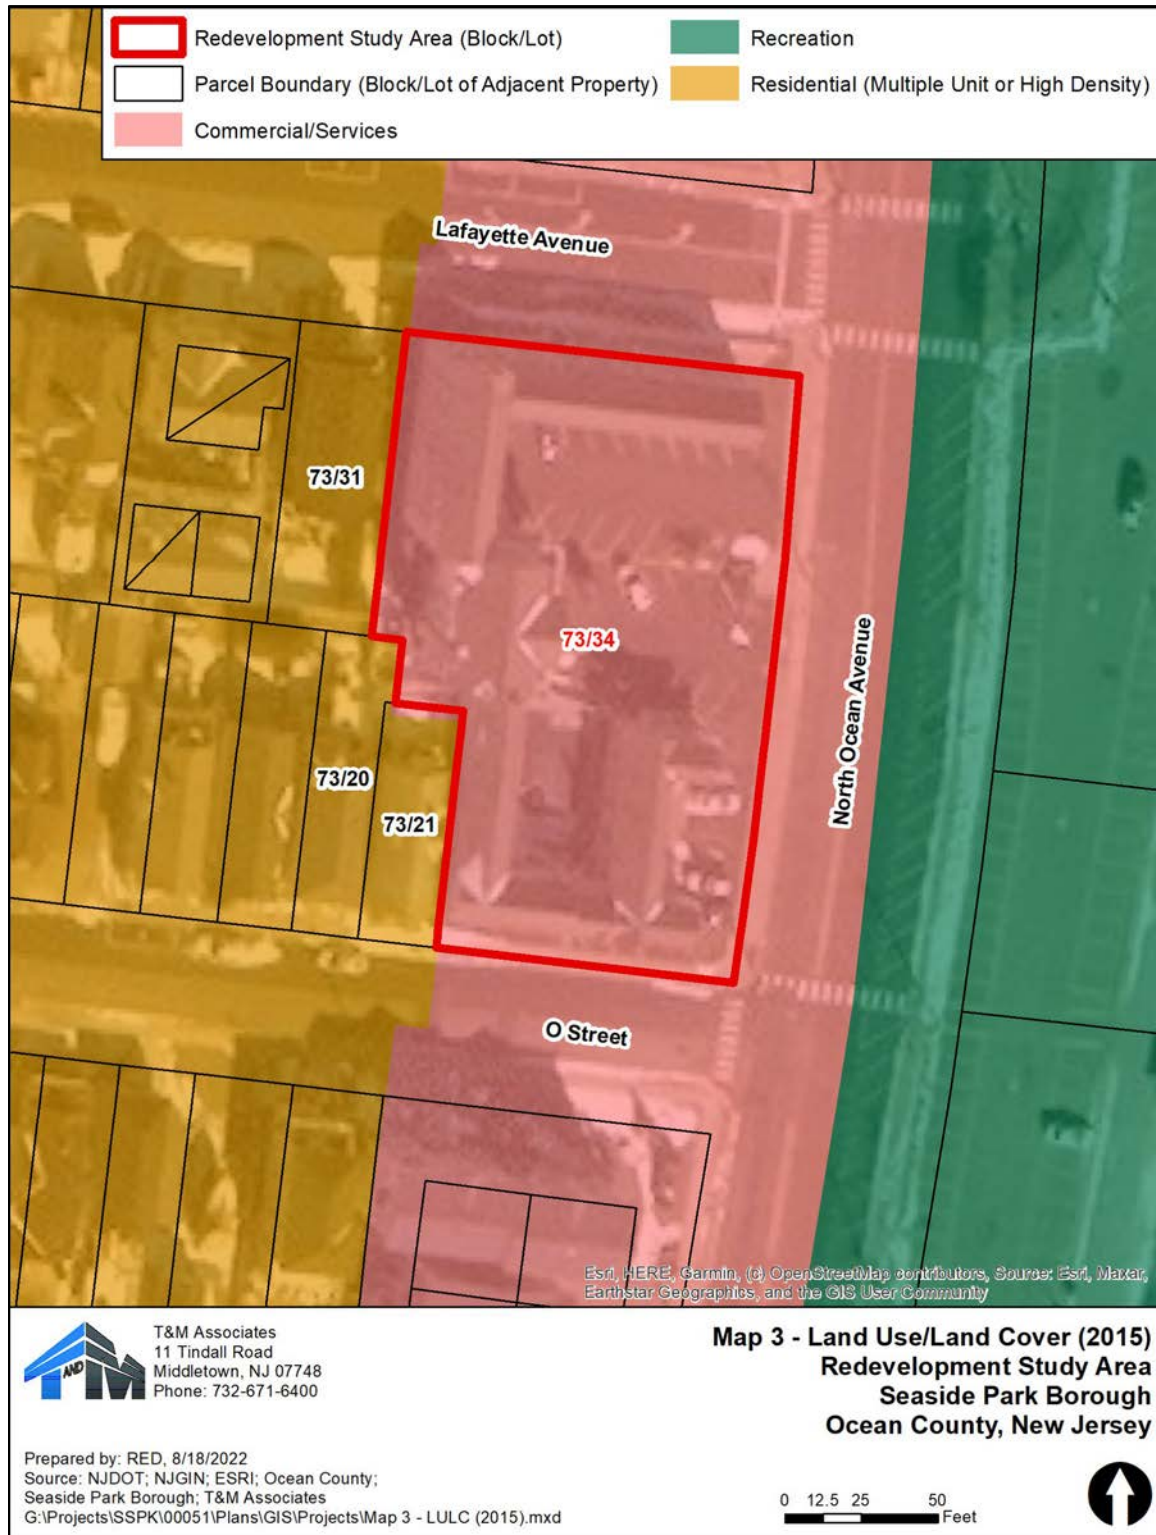 Redevelopment Study Area (Block/Lot)
Recreation
Parcel Boundary (Block/Lot of Adjacent Property)
Residential (Multiple Unit or High Density)
Commercial/Services
Lafayette Avenue
73/31
73/34
North Ocean Avenue
73/20
73/21
O Street
Esri, HERE, Garmin, (c) OpenStreetMap contributors, Source: Esri, Maxar,
Earthstar Geographics, and the GIS User Community
T AND M
T&M Associates
11 Tindall Road
Middletown, NJ 07748
Phone: 732-671-6400
Map 3 - Land Use/Land Cover (2015)
Redevelopment Study Area
Seaside Park Borough
Ocean County, New Jersey
Prepared by: RED, 8/18/2022
Source: NJDOT; NJGIN; ESRI; Ocean County;
Seaside Park Borough; T&M Associates
G:\Projects\SSPK\00051\Plans\GIS\Projects\Map 3 - LULC (2015).mxd
0 12.5 25 50
Feet